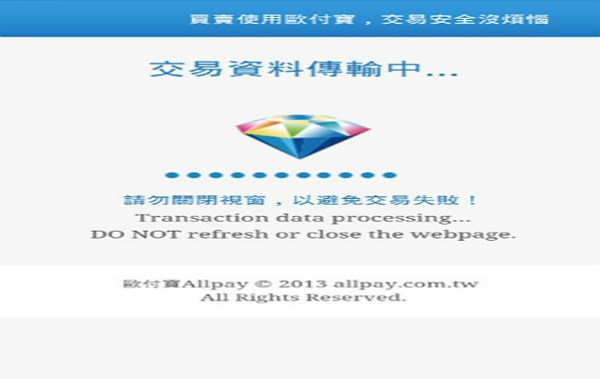 買賣使用歐付寶，交易安全沒煩惱
交易資料傳輸中...
請勿關閉視窗，以避免交易失敗！
Transaction data processing...
DO NOT refresh or close the webpage.
歐付寶Allpay © 2013 allpay.com.tw
All Rights Reserved.